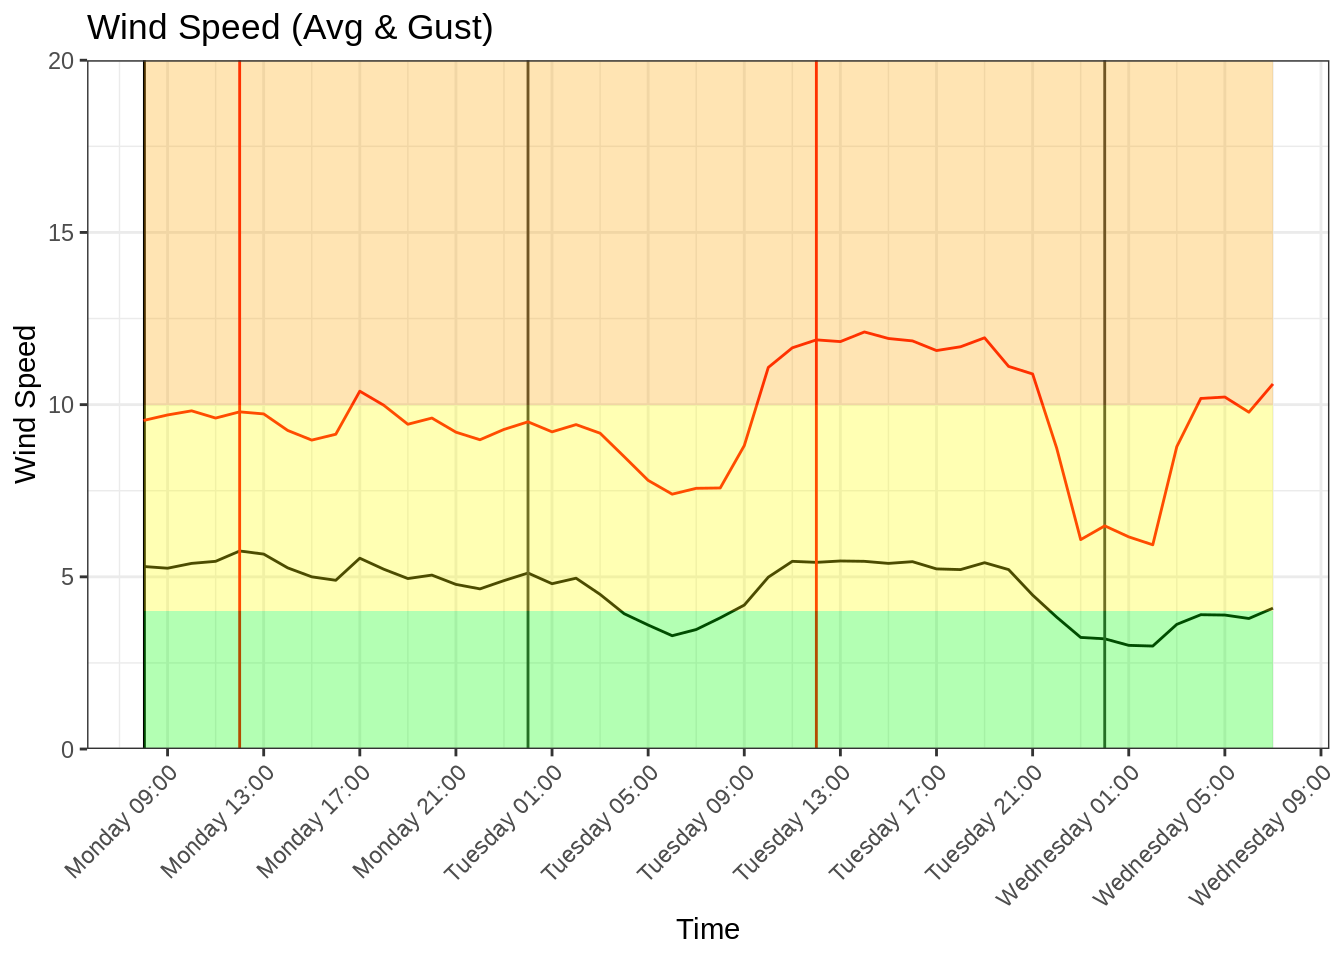 Wind Speed (Avg & Gust)
20
15
10
5
0
Wind Speed
Monday 09:00
Monday 13:00
Monday 17:00
Monday 21:00
Tuesday 01:00
Tuesday 05:00
Tuesday 09:00
Tuesday 13:00
Tuesday 17:00
Tuesday 21:00
Wednesday 01:00
Wednesday 05:00
Wednesday 09:00
Time